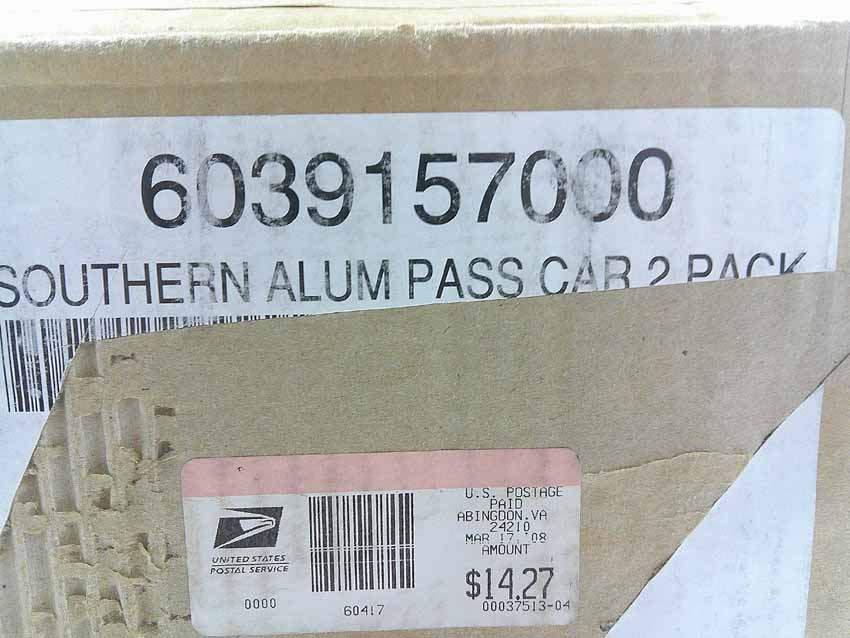 6039157000
SOUTHERN ALUM PASS CAR 2 PACK
U.S. POSTAGE
PAID
ABINGDON.VA
24210
MAR 17, '08
AMOUNT
$14.27
00037513-04
UNITED STATES
POSTAL SERVICE
0000
60417